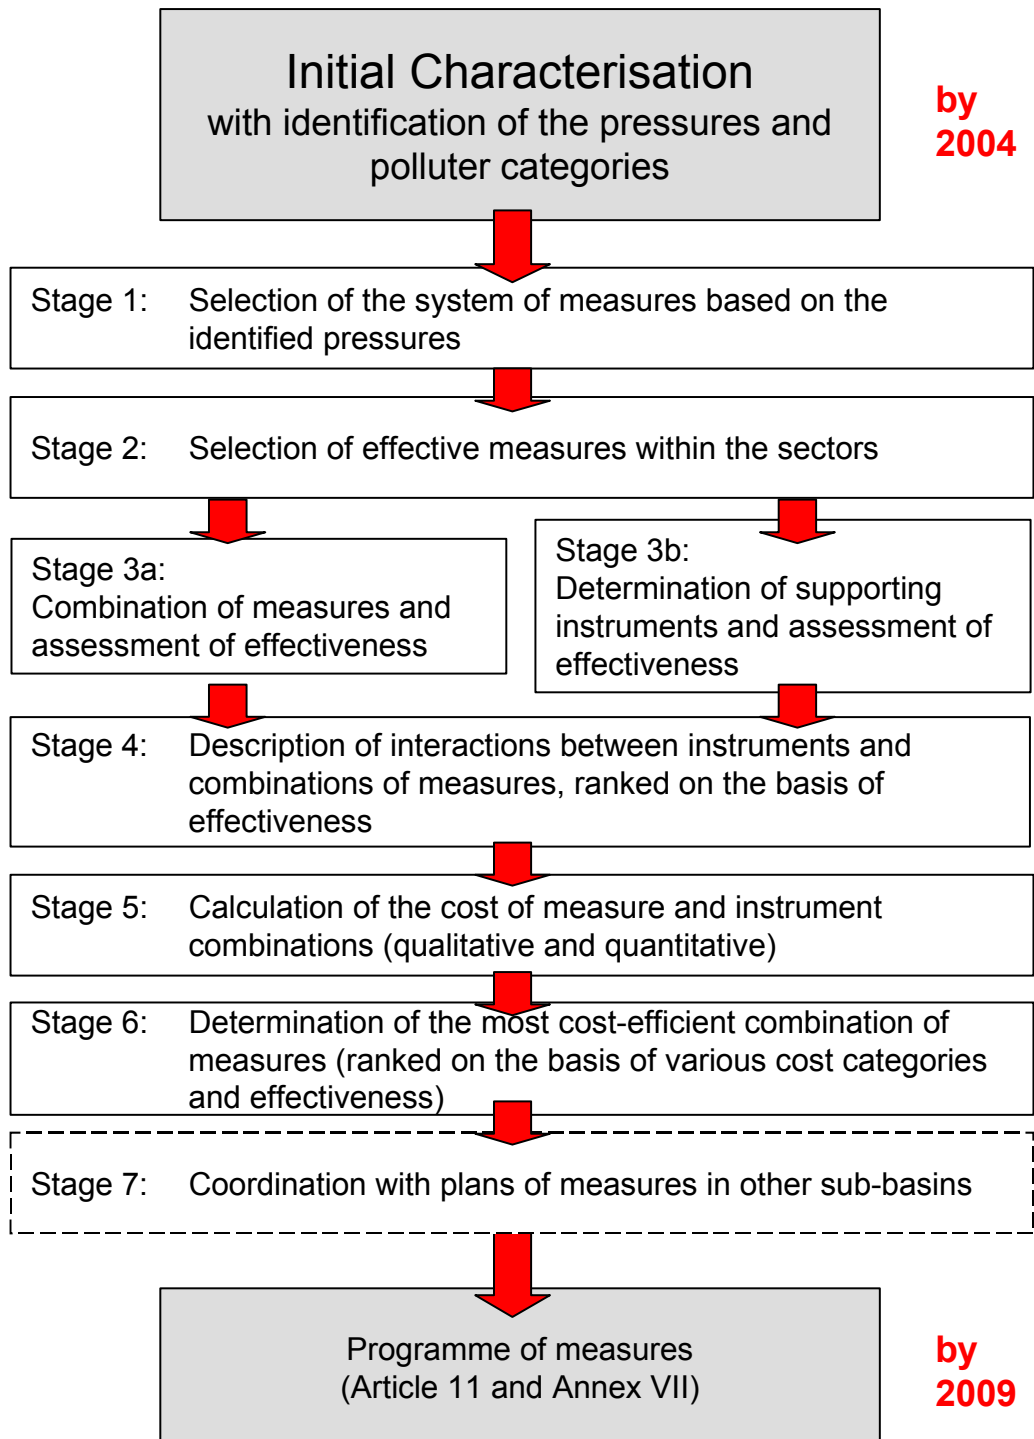 Initial Characterisation
with identification of the pressures and
polluter categories
by
2004
Stage 1: Selection of the system of measures based on the
identified pressures
Stage 2: Selection of effective measures within the sectors
Stage 3a:
Combination of measures and
assessment of effectiveness
Stage 3b:
Determination of supporting
instruments and assessment of
effectiveness
Stage 4: Description of interactions between instruments and
combinations of measures, ranked on the basis of
effectiveness
Stage 5: Calculation of the cost of measure and instrument
combinations (qualitative and quantitative)
Stage 6: Determination of the most cost-efficient combination of
measures (ranked on the basis of various cost categories
and effectiveness)
Stage 7: Coordination with plans of measures in other sub-basins
Programme of measures
(Article 11 and Annex VII)
by
2009